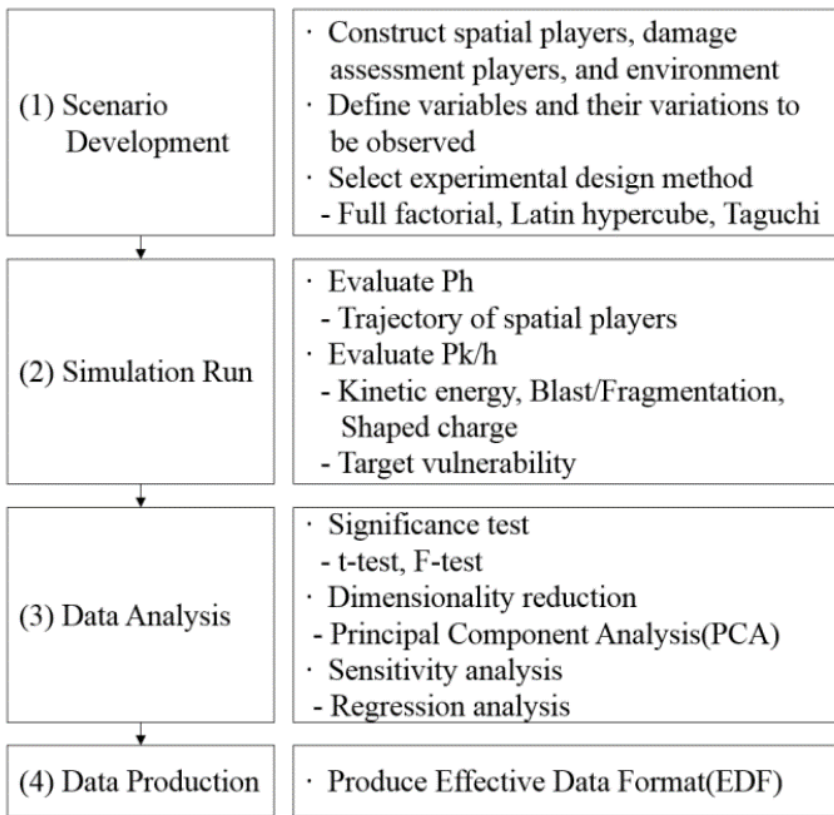 (1) Scenario
Development
· Construct spatial players, damage
assessment players, and environment
· Define variables and their variations to
be observed
· Select experimental design method
- Full factorial, Latin hypercube, Taguchi
(2) Simulation Run
· Evaluate Ph
- Trajectory of spatial players
· Evaluate Pk/h
- Kinetic energy, Blast/Fragmentation,
Shaped charge
- Target vulnerability
(3) Data Analysis
· Significance test
- t-test, F-test
· Dimensionality reduction
- Principal Component Analysis(PCA)
· Sensitivity analysis
- Regression analysis
(4) Data Production
· Produce Effective Data Format(EDF)